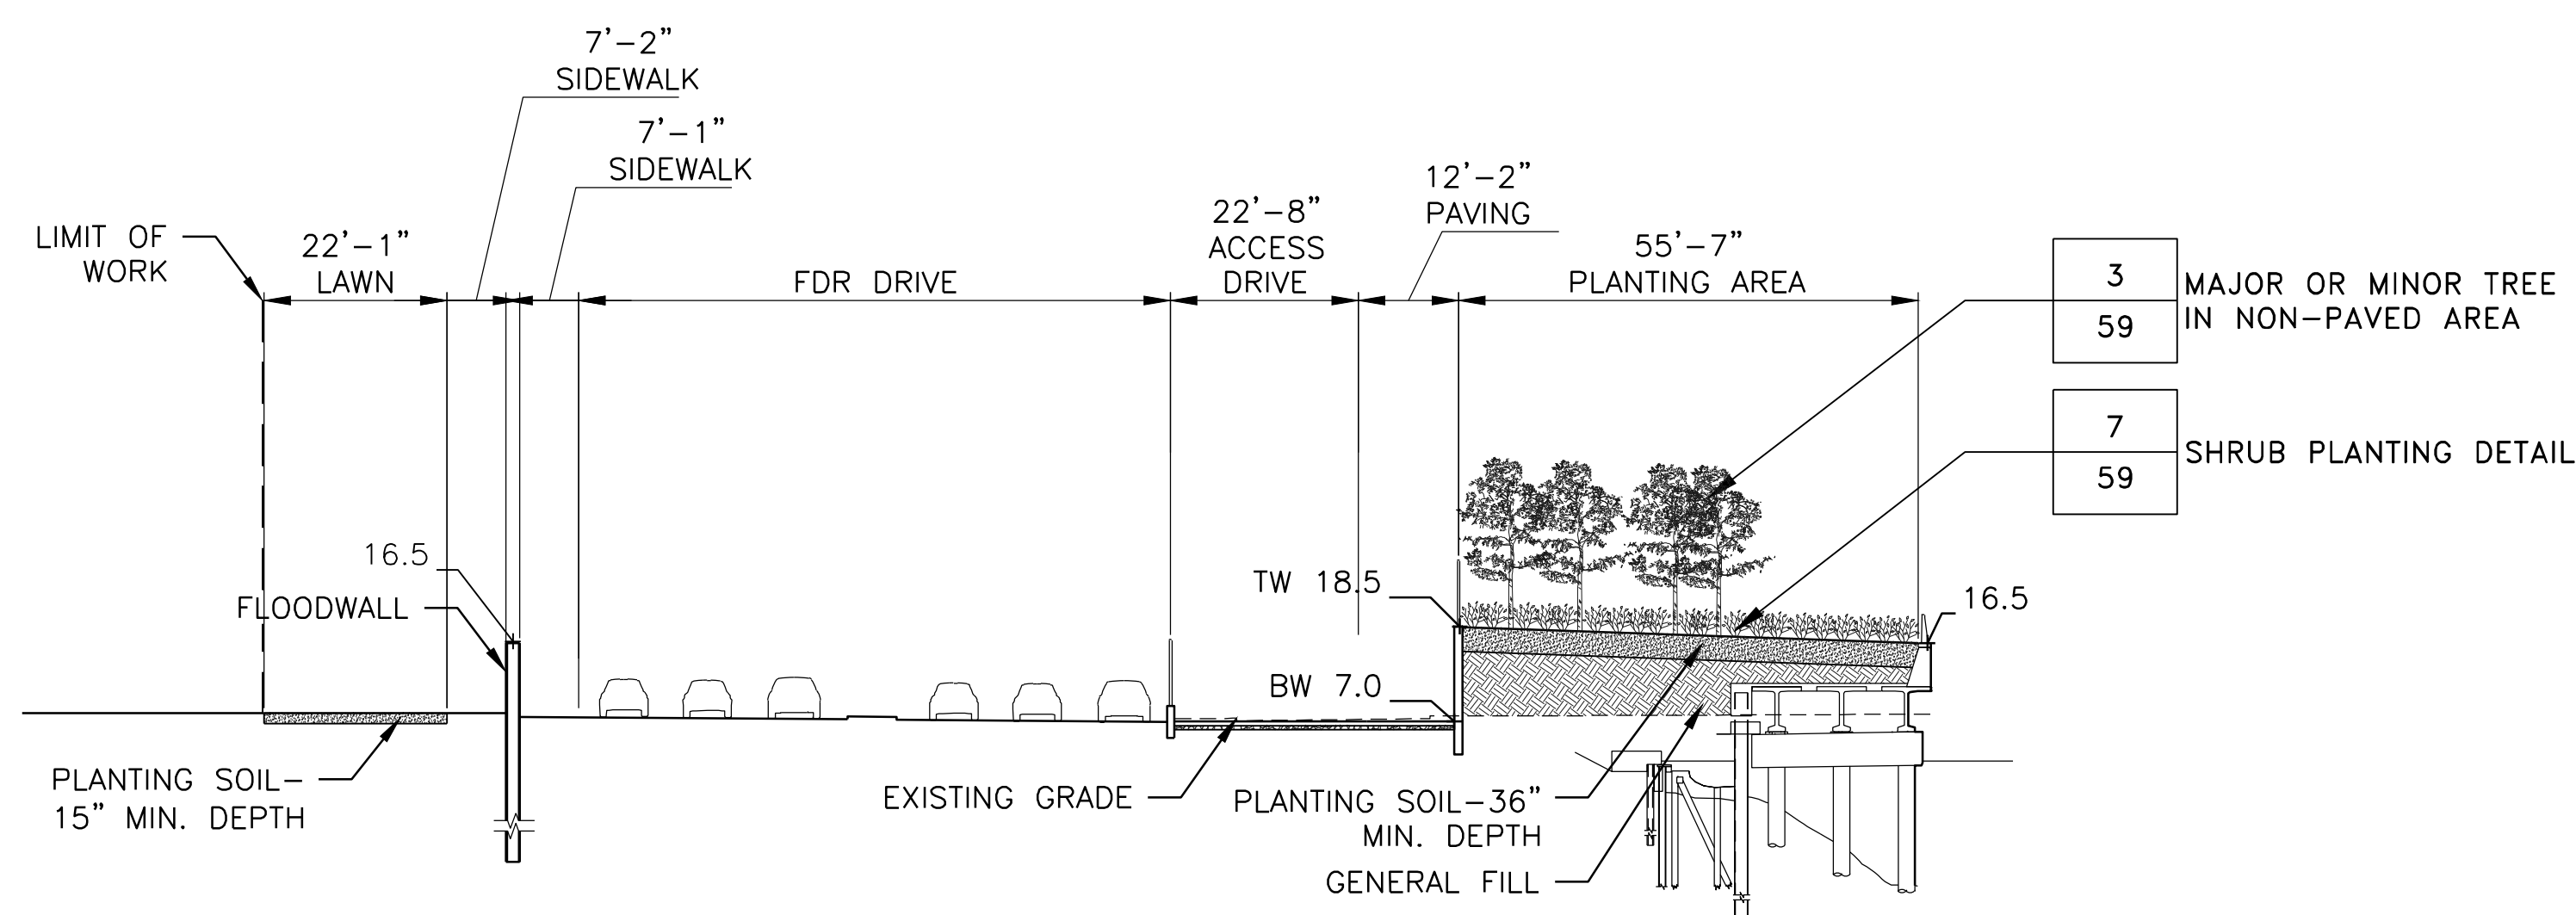 7'-2"
SIDEWALK
7'-1"
SIDEWALK
12'-2"
PAVING
LIMIT OF
WORK
22'-1"
LAWN
FDR DRIVE
22'-8"
ACCESS
DRIVE
55'-7"
PLANTING AREA
3
59
MAJOR OR MINOR TREE
IN NON-PAVED AREA
7
59
SHRUB PLANTING DETAIL
16.5
FLOODWALL
TW 18.5
16.5
BW 7.0
PLANTING SOIL-
15" MIN. DEPTH
EXISTING GRADE
PLANTING SOIL-36"
MIN. DEPTH
GENERAL FILL